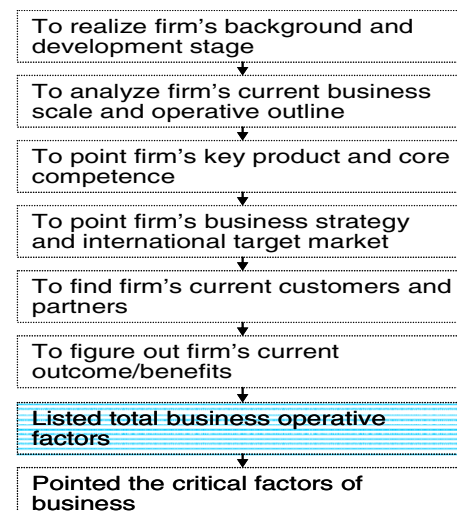 To realize firm's background and
development stage
To analyze firm's current business
scale and operative outline
To point firm's key product and core
competence
To point firm's business strategy
and international target market
To find firm's current customers and
partners
To figure out firm's current
outcome/benefits
Listed total business operative
factors
Pointed the critical factors of
business